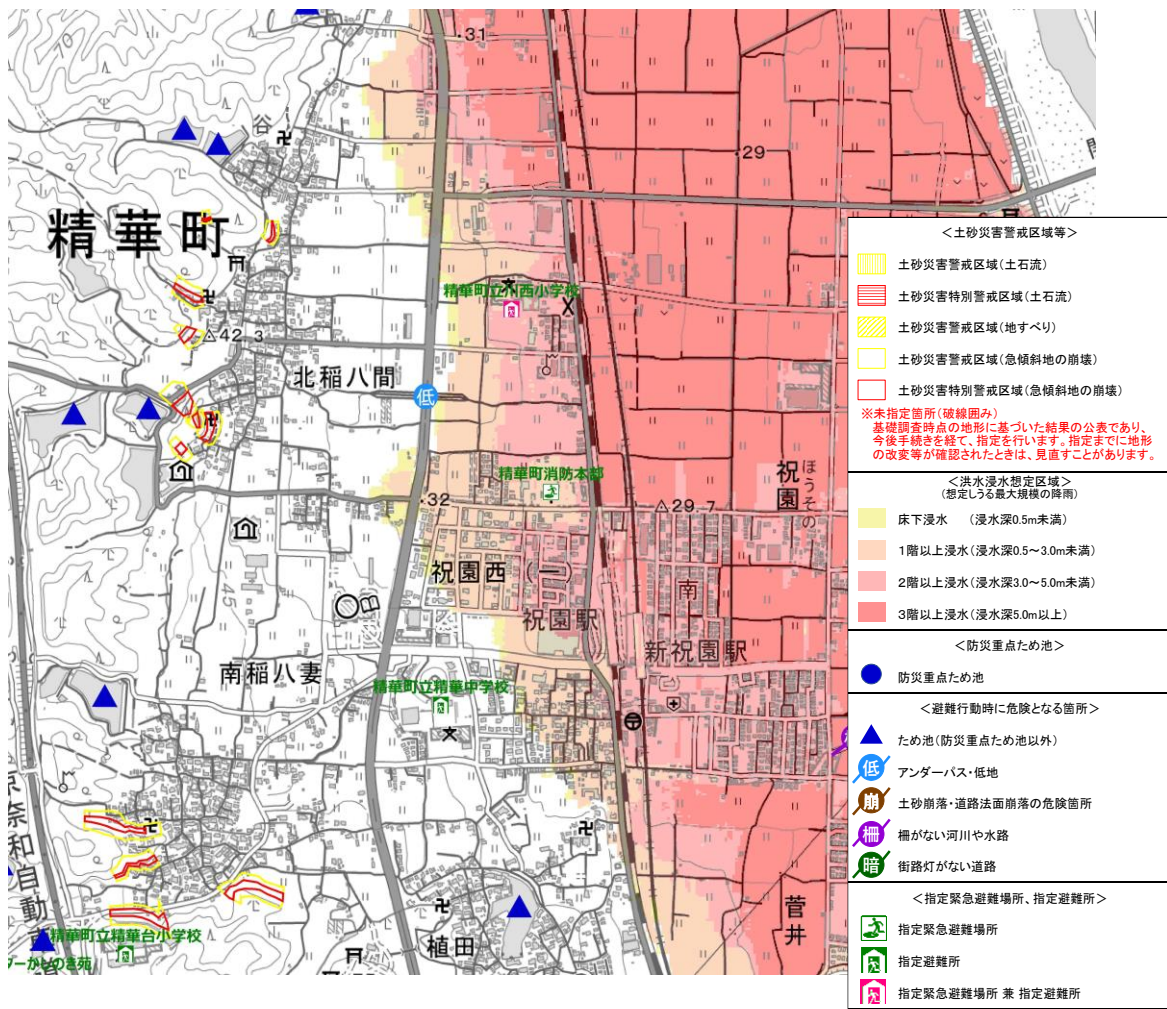 31
70
谷
29
精華町
精華町立川西小学校
42.3
北稲八間
低
精華町消防本部
32
29.7
祝園
ほうその
祝園西(一)
南
祝園駅
新祝園駅
45
南稲八妻
精華町立精華中学校
京奈和自動
菅井
植田
精華町立精華台小学校
<土砂災害警戒区域等>
土砂災害警戒区域(土石流)
土砂災害特別警戒区域(土石流)
土砂災害警戒区域(地すべり)
土砂災害警戒区域(急傾斜地の崩壊)
土砂災害特別警戒区域(急傾斜地の崩壊)
※未指定箇所(破線囲み)
基礎調査時点の地形に基づいた結果の公表であり、
今後手続きを経て、指定を行います。指定までに地形
の改変等が確認されたときは、見直すことがあります。
<洪水浸水想定区域>
(想定しうる最大規模の降雨)
床下浸水 (浸水深0.5m未満)
1階以上浸水(浸水深0.5~3.0m未満)
2階以上浸水(浸水深3.0~5.0m未満)
3階以上浸水(浸水深5.0m以上)
<防災重点ため池>
防災重点ため池
<避難行動時に危険となる箇所>
ため池(防災重点ため池以外)
低 アンダーパス・低地
崩 土砂崩落・道路法面崩落の危険箇所
柵 柵がない河川や水路
暗 街路灯がない道路
<指定緊急避難場所、指定避難所>
指定緊急避難場所
指定避難所
指定緊急避難場所 兼 指定避難所